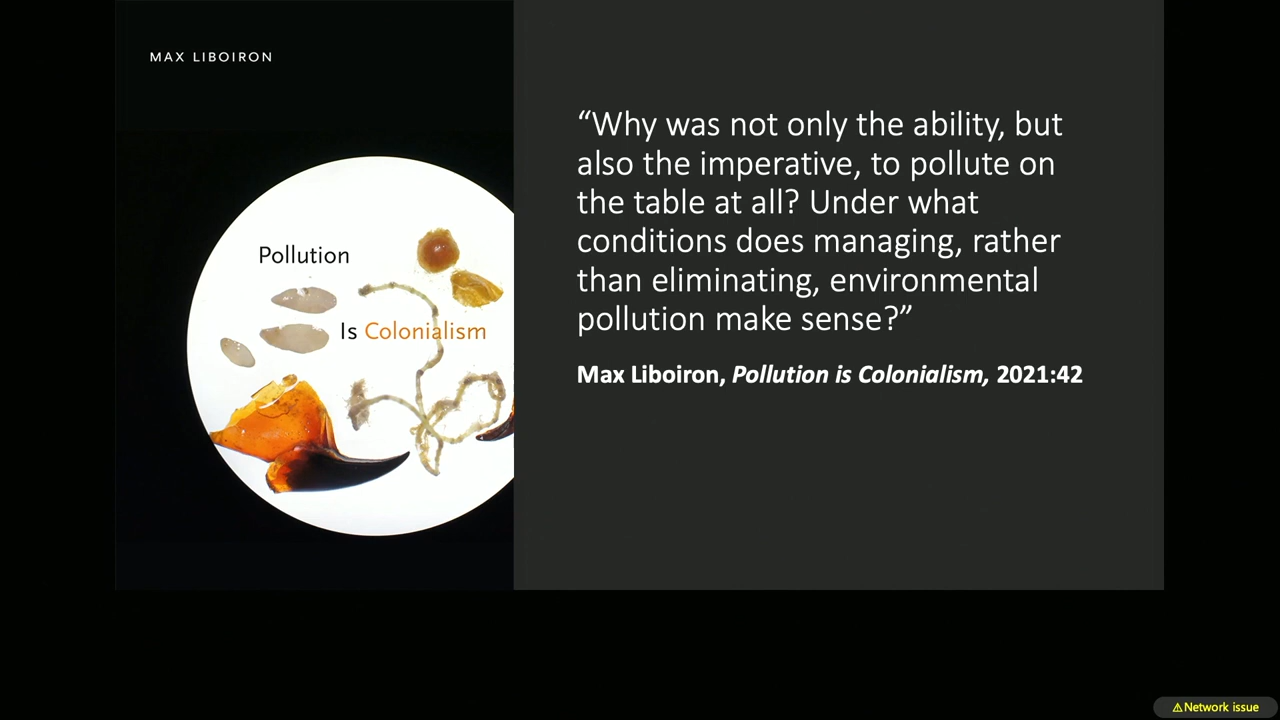 MAX LIBOIRON
Pollution
Is Colonialism
“Why was not only the ability, but
also the imperative, to pollute on
the table at all? Under what
conditions does managing, rather
than eliminating, environmental
pollution make sense?”
Max Liboiron, Pollution is Colonialism, 2021:42
⚠Network issue